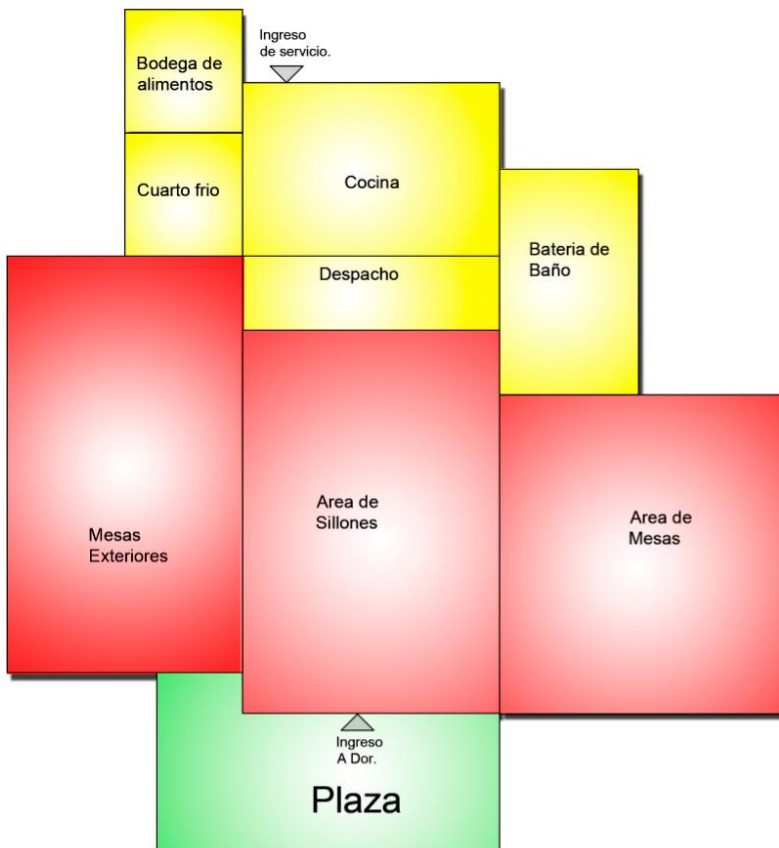 Ingreso
de servicio.
Bodega de
alimentos
Cuarto frio
Cocina
Despacho
Bateria de
Baño
Mesas
Exteriores
Area de
Sillones
Area de
Mesas
Ingreso
A Dor.
Plaza